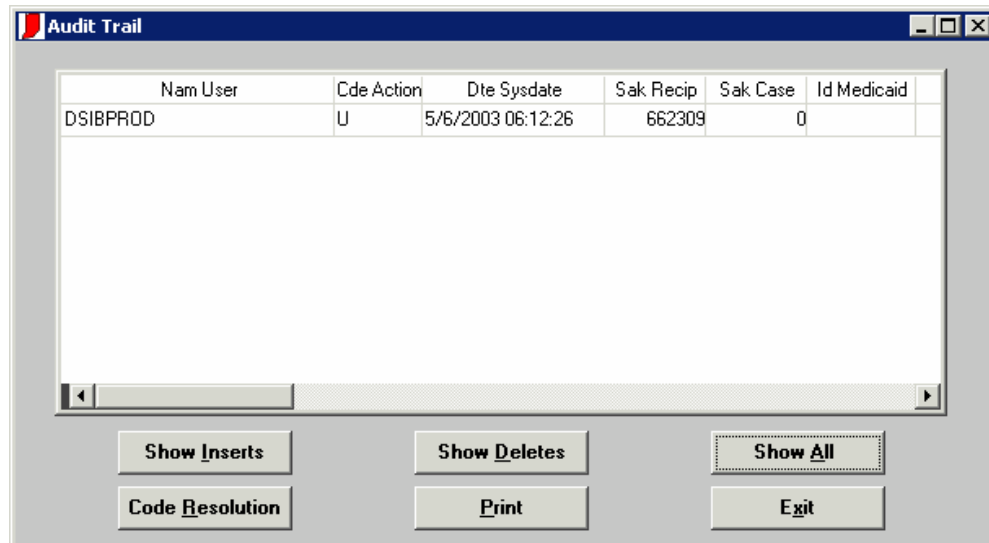 Audit Trail
Nam User Cde Action Dte Sysdate Sak Recip Sak Case Id Medicaid
DSIBPROD U 5/6/2003 06:12:26 662309 0
Show Inserts Show Deletes Show All
Code Resolution Print Exit